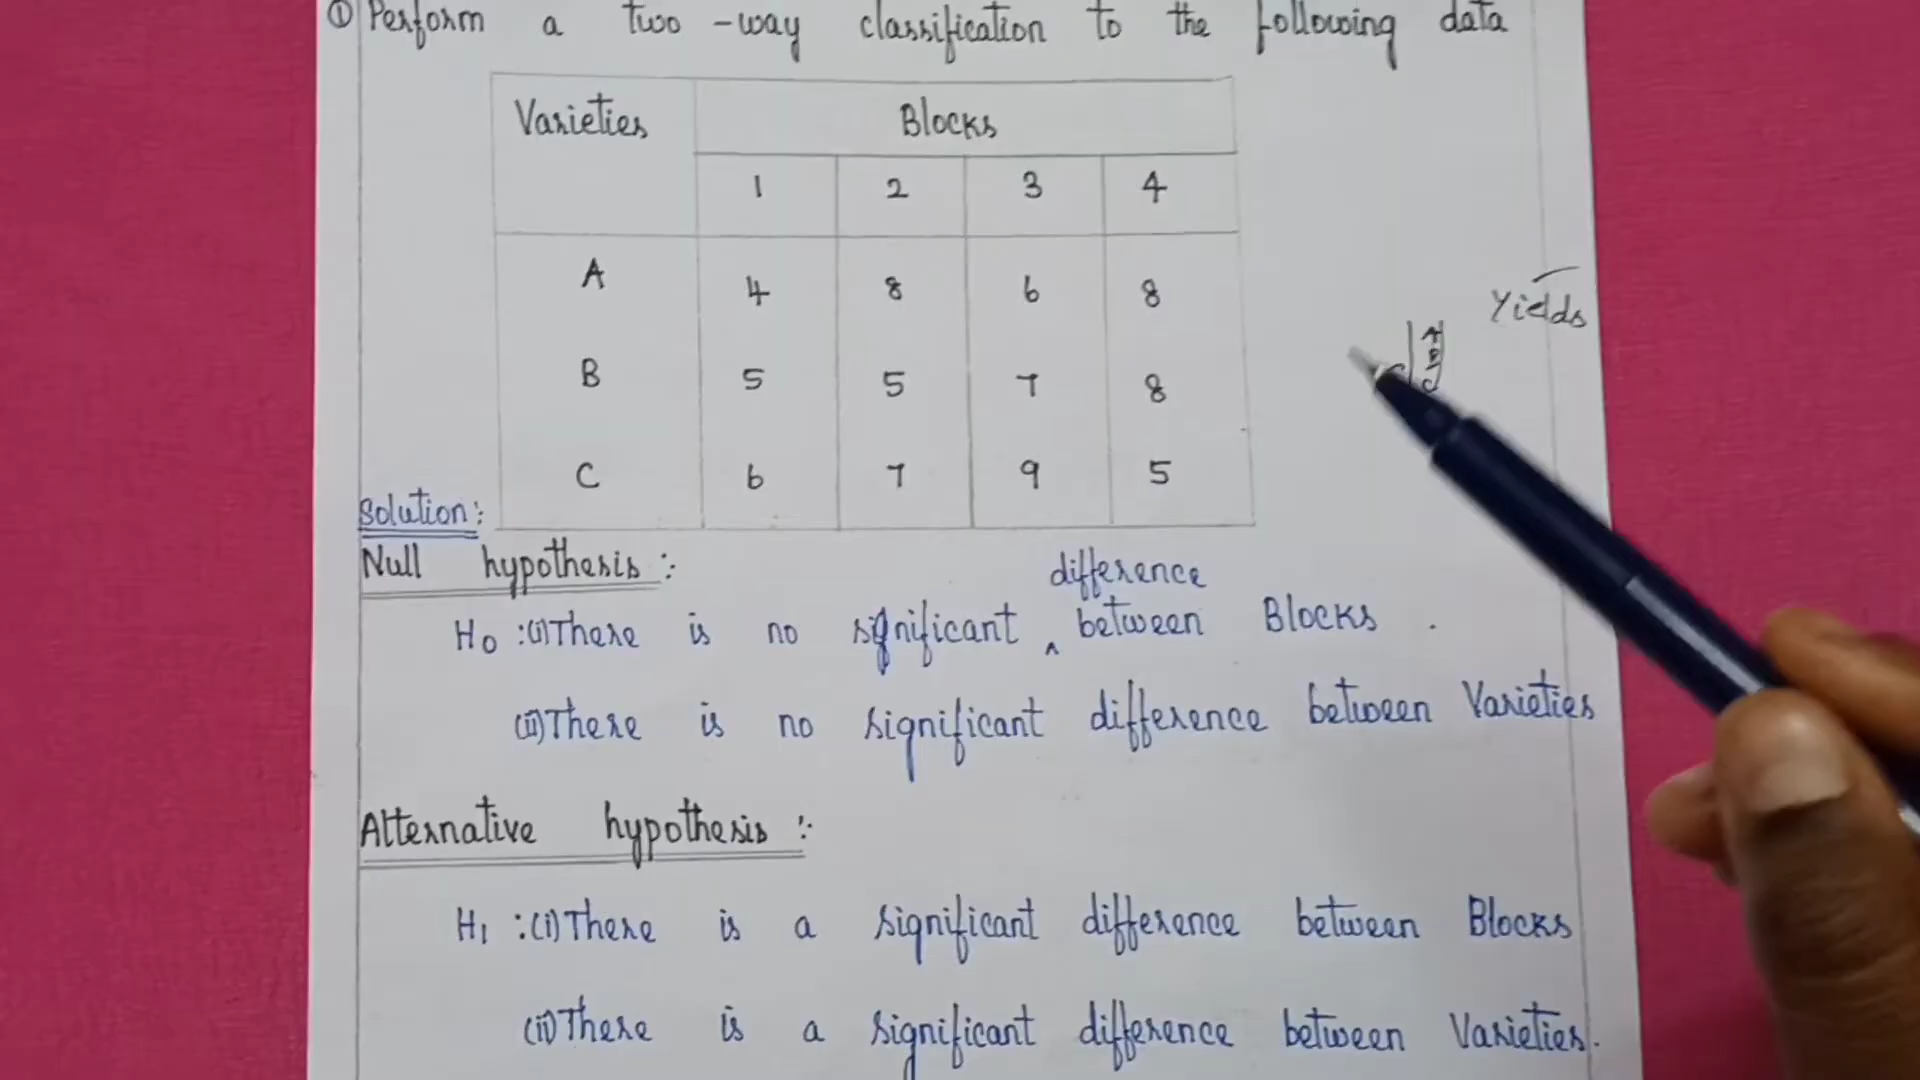 ① Perform a two-way classification to the following data
Varieties Blocks
1 2 3 4
A 4 8 6 8
B 5 5 7 8
C 6 7 9 5
Yields
A
B
C
Solution:
Null hypothesis:
difference
H0 :(i)There is no significant ^ between Blocks .
(ii)There is no significant difference between Varieties
Alternative hypothesis:
H1 :(i)There is a significant difference between Blocks
(ii)There is a significant difference between Varieties.